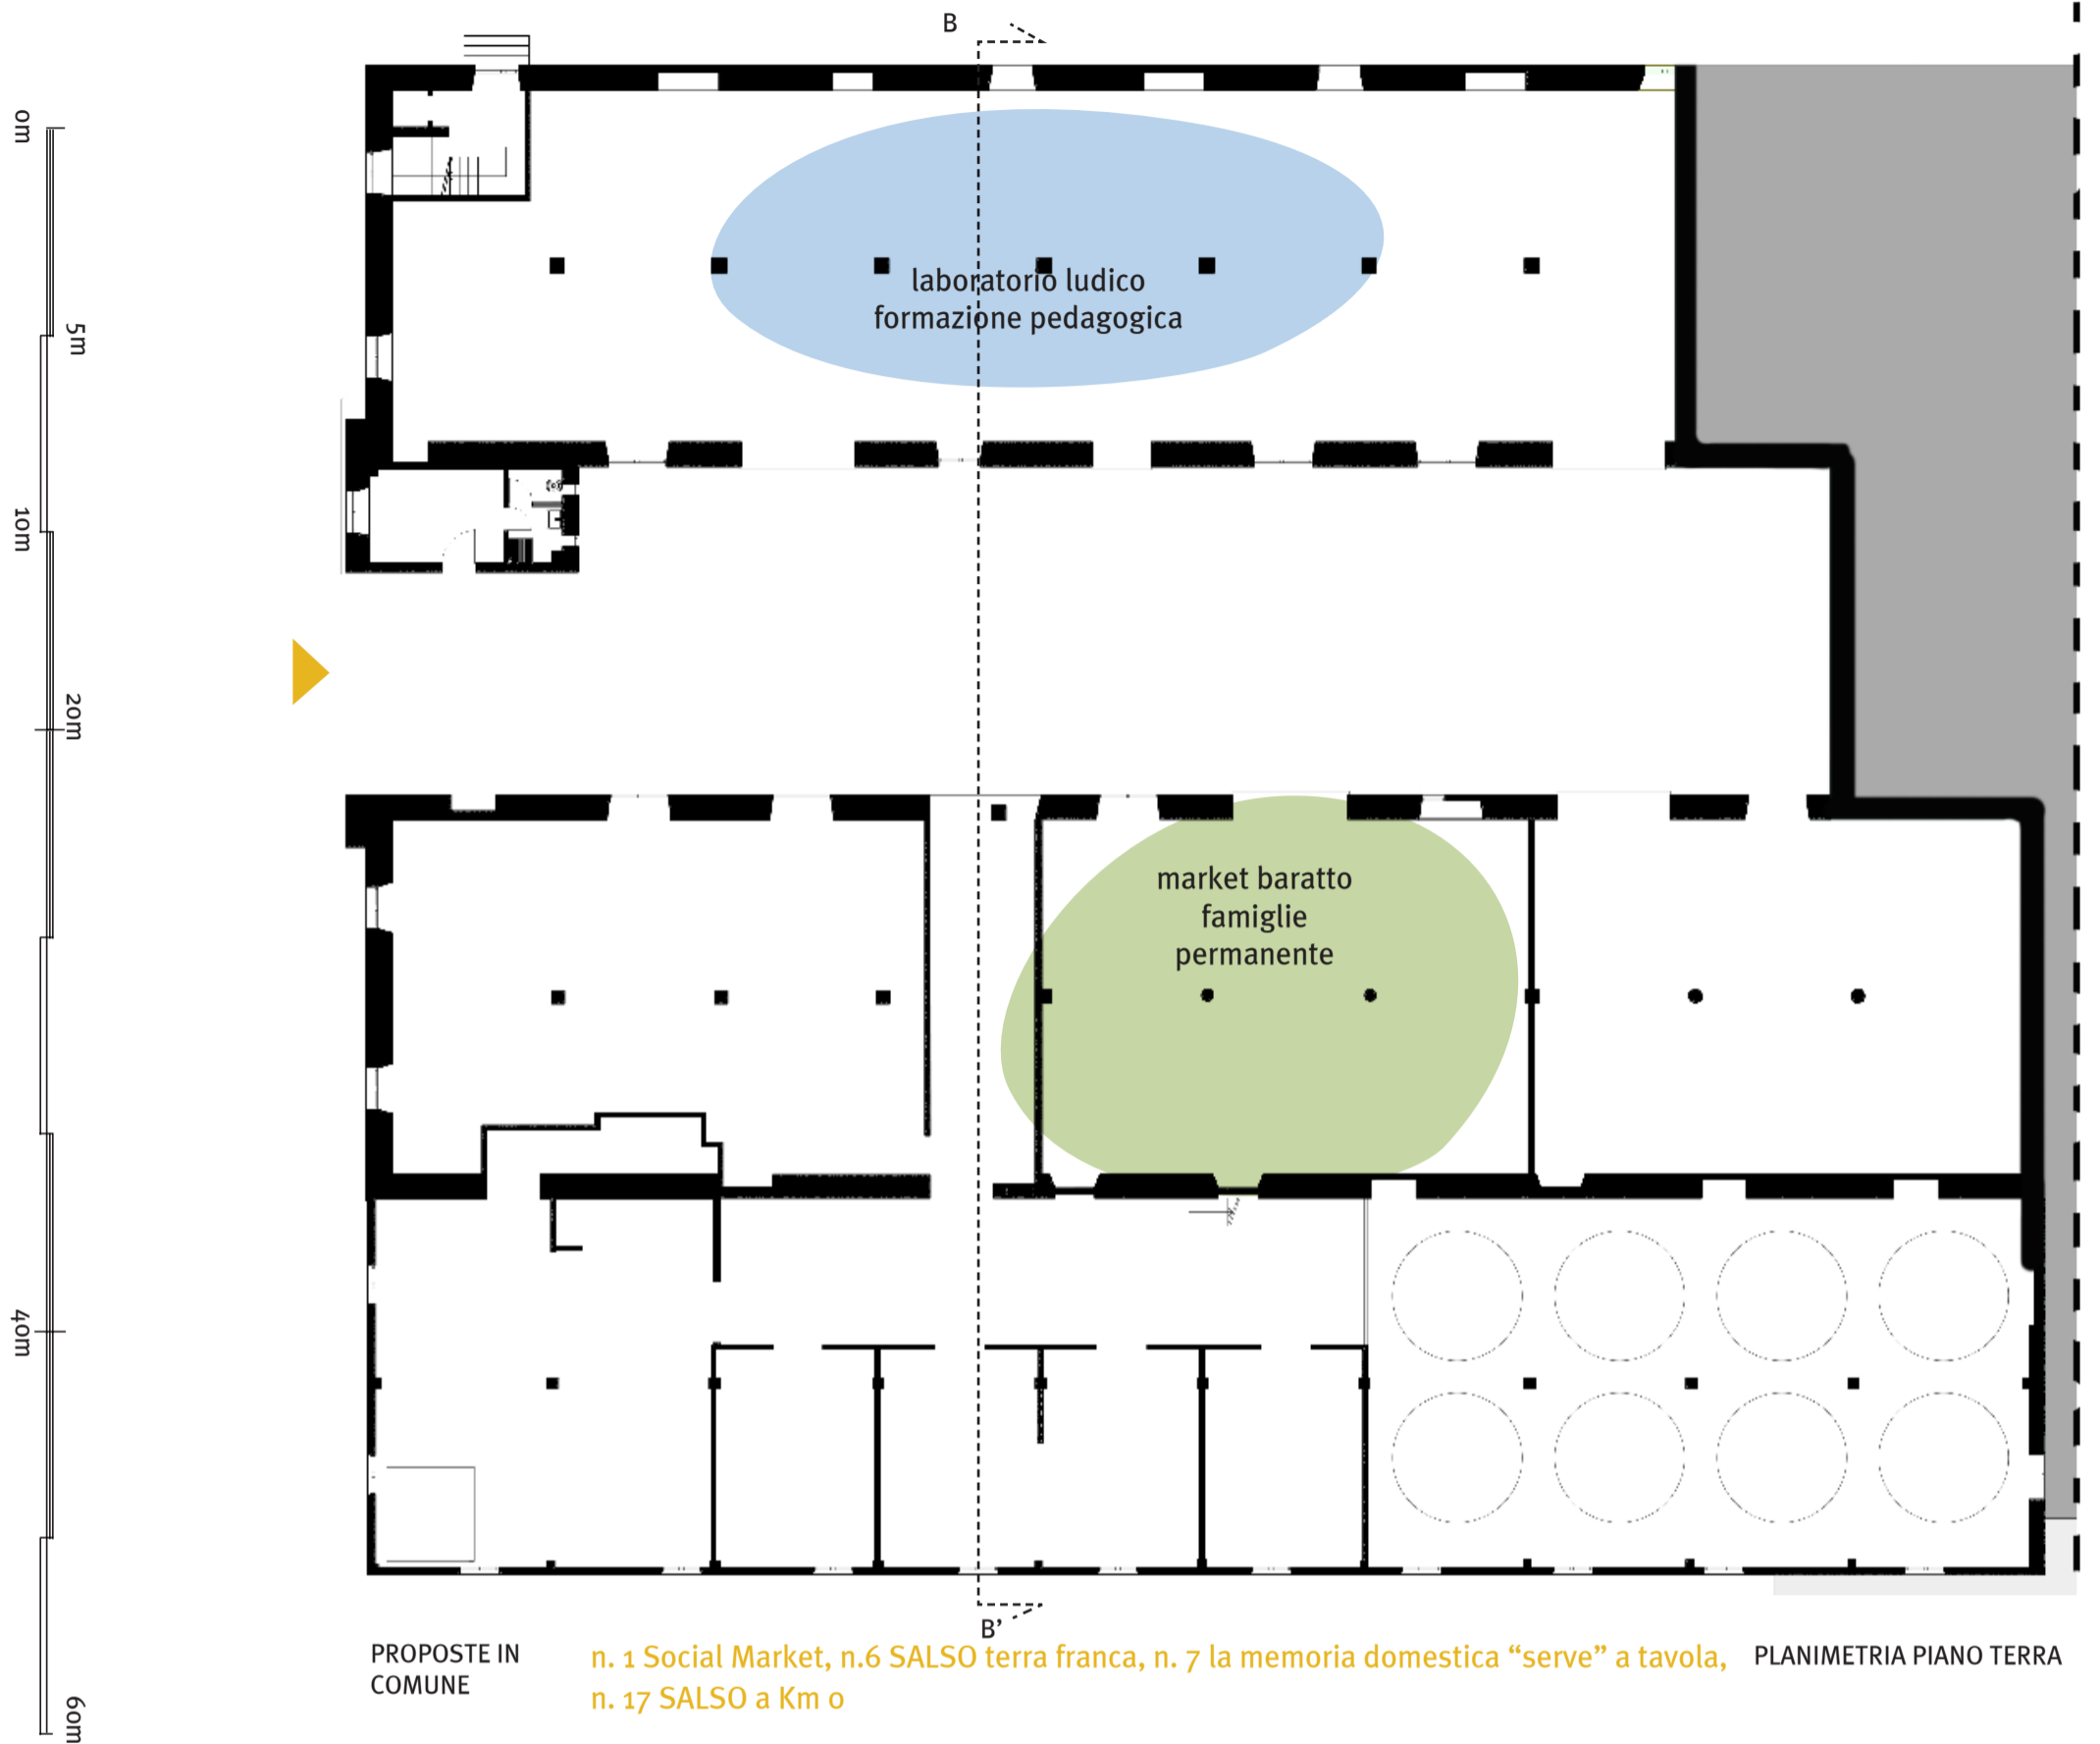 B
0m
5m
10m
20m
40m
60m
laboratorio ludico
formazione pedagogica
market baratto
famiglie
permanente
B’
PROPOSTE IN
COMUNE
n. 1 Social Market, n.6 SALSO terra franca, n. 7 la memoria domestica “serve” a tavola,
n. 17 SALSO a Km 0
PLANIMETRIA PIANO TERRA